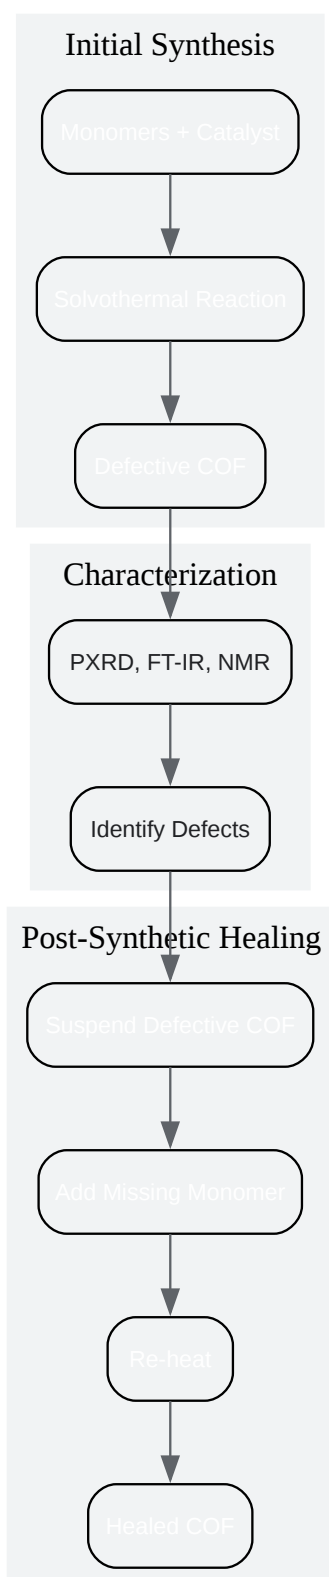 Initial Synthesis
Monomers + Catalyst
Solvothermal Reaction
Defective COF
Characterization
PXRD, FT-IR, NMR
Identify Defects
Post-Synthetic Healing
Suspend Defective COF
Add Missing Monomer
Re-heat
Healed COF